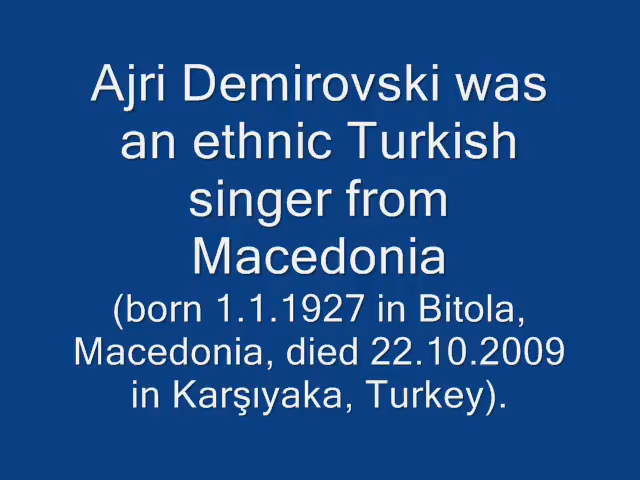 Ajri Demirovski was
an ethnic Turkish
singer from
Macedonia
(born 1.1.1927 in Bitola,
Macedonia, died 22.10.2009
in Karşıyaka, Turkey).